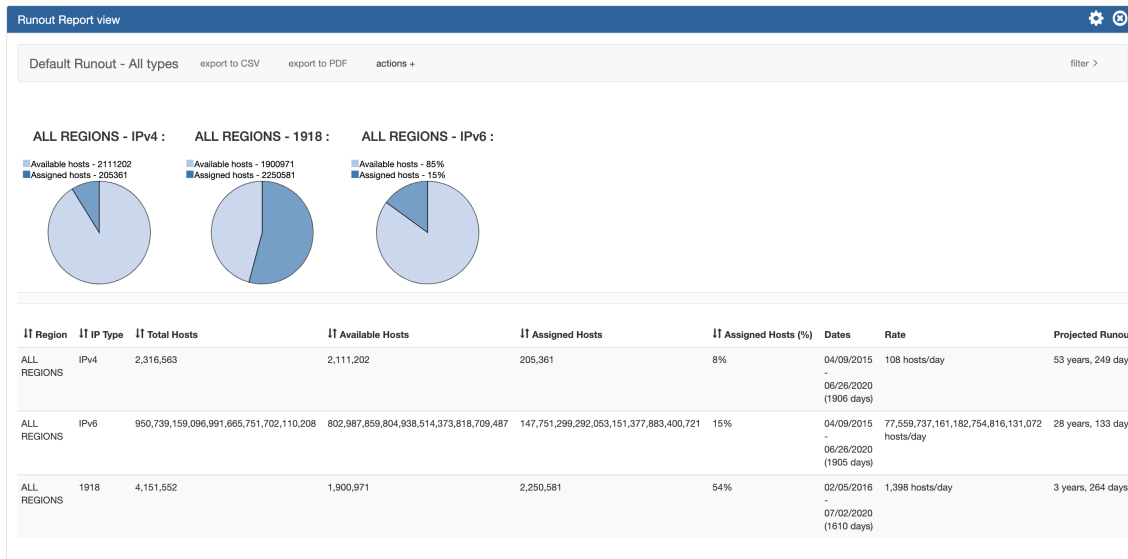 Runout Report view
Default Runout - All types export to CSV export to PDF actions + filter >
ALL REGIONS - IPv4 : ALL REGIONS - 1918 : ALL REGIONS - IPv6 :
Available hosts - 2111202 Available hosts - 1900971 Available hosts - 85%
Assigned hosts - 205361 Assigned hosts - 2250581 Assigned hosts - 15%
Region IP Type Total Hosts Available Hosts Assigned Hosts Assigned Hosts (%) Dates Rate Projected Runou
ALL IPv4 2,316,563 2,111,202 205,361 8% 04/09/2015 108 hosts/day 53 years, 249 day
REGIONS -
06/26/2020
(1906 days)
ALL IPv6 950,739,159,096,991,665,751,702,110,208 802,987,859,804,938,514,373,818,709,487 147,751,299,292,053,151,377,883,400,721 15% 04/09/2015 77,559,737,161,182,754,816,131,072 28 years, 133 day
REGIONS - hosts/day
06/26/2020
(1905 days)
ALL 1918 4,151,552 1,900,971 2,250,581 54% 02/05/2016 1,398 hosts/day 3 years, 264 days
REGIONS -
07/02/2020
(1610 days)